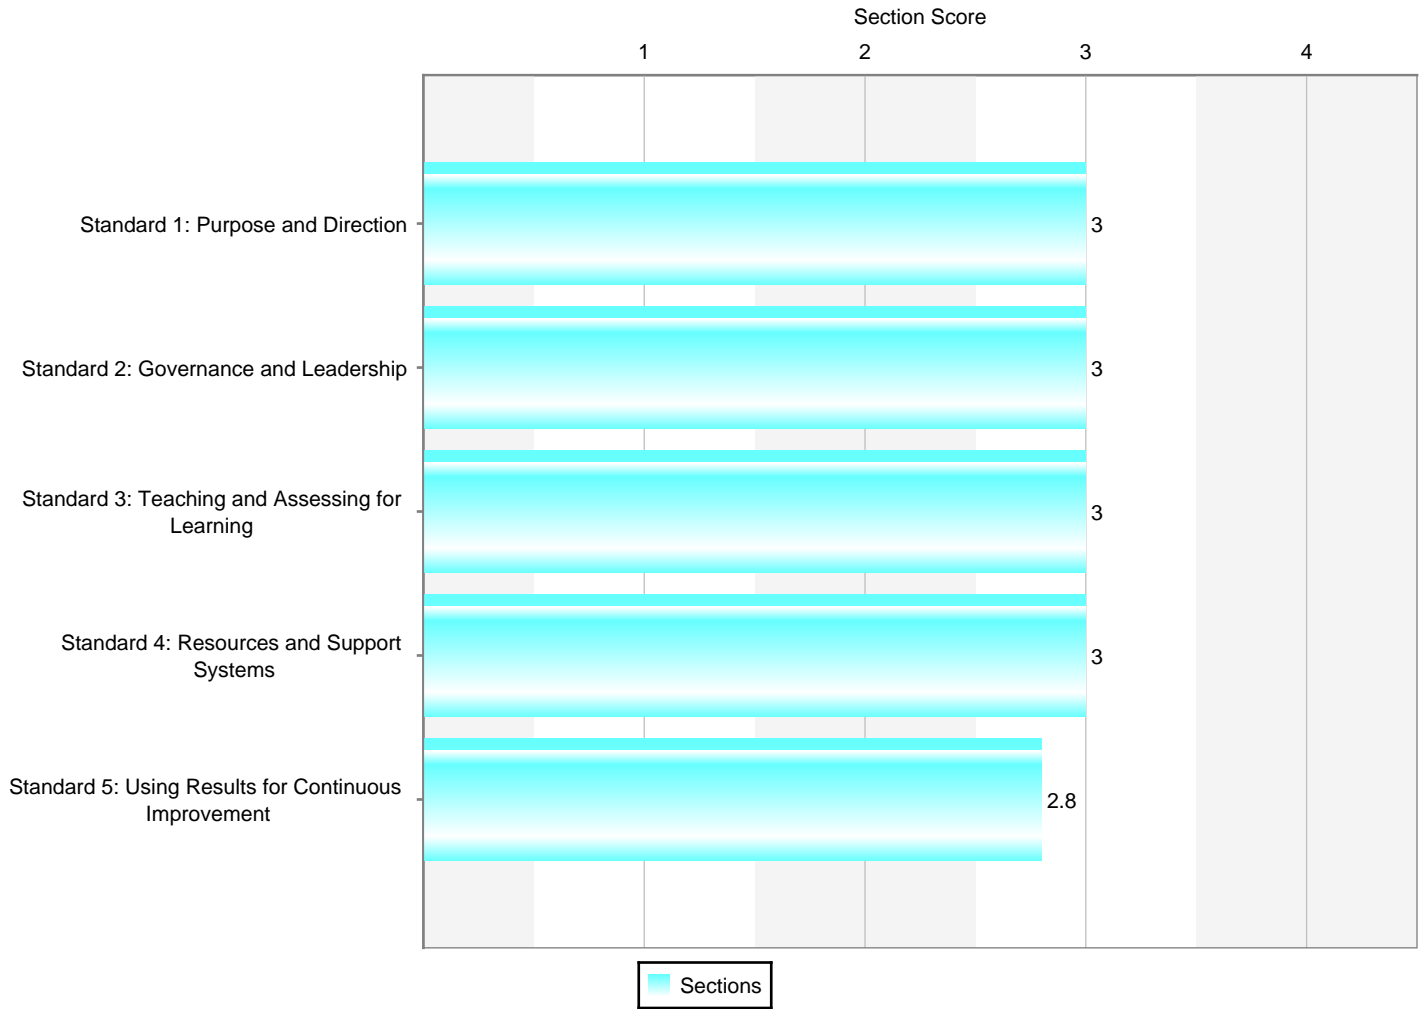 Section Score
1 2 3 4
Standard 1: Purpose and Direction 3
Standard 2: Governance and Leadership 3
Standard 3: Teaching and Assessing for
Learning
3
Standard 4: Resources and Support
Systems
3
Standard 5: Using Results for Continuous
Improvement
2.8
Sections